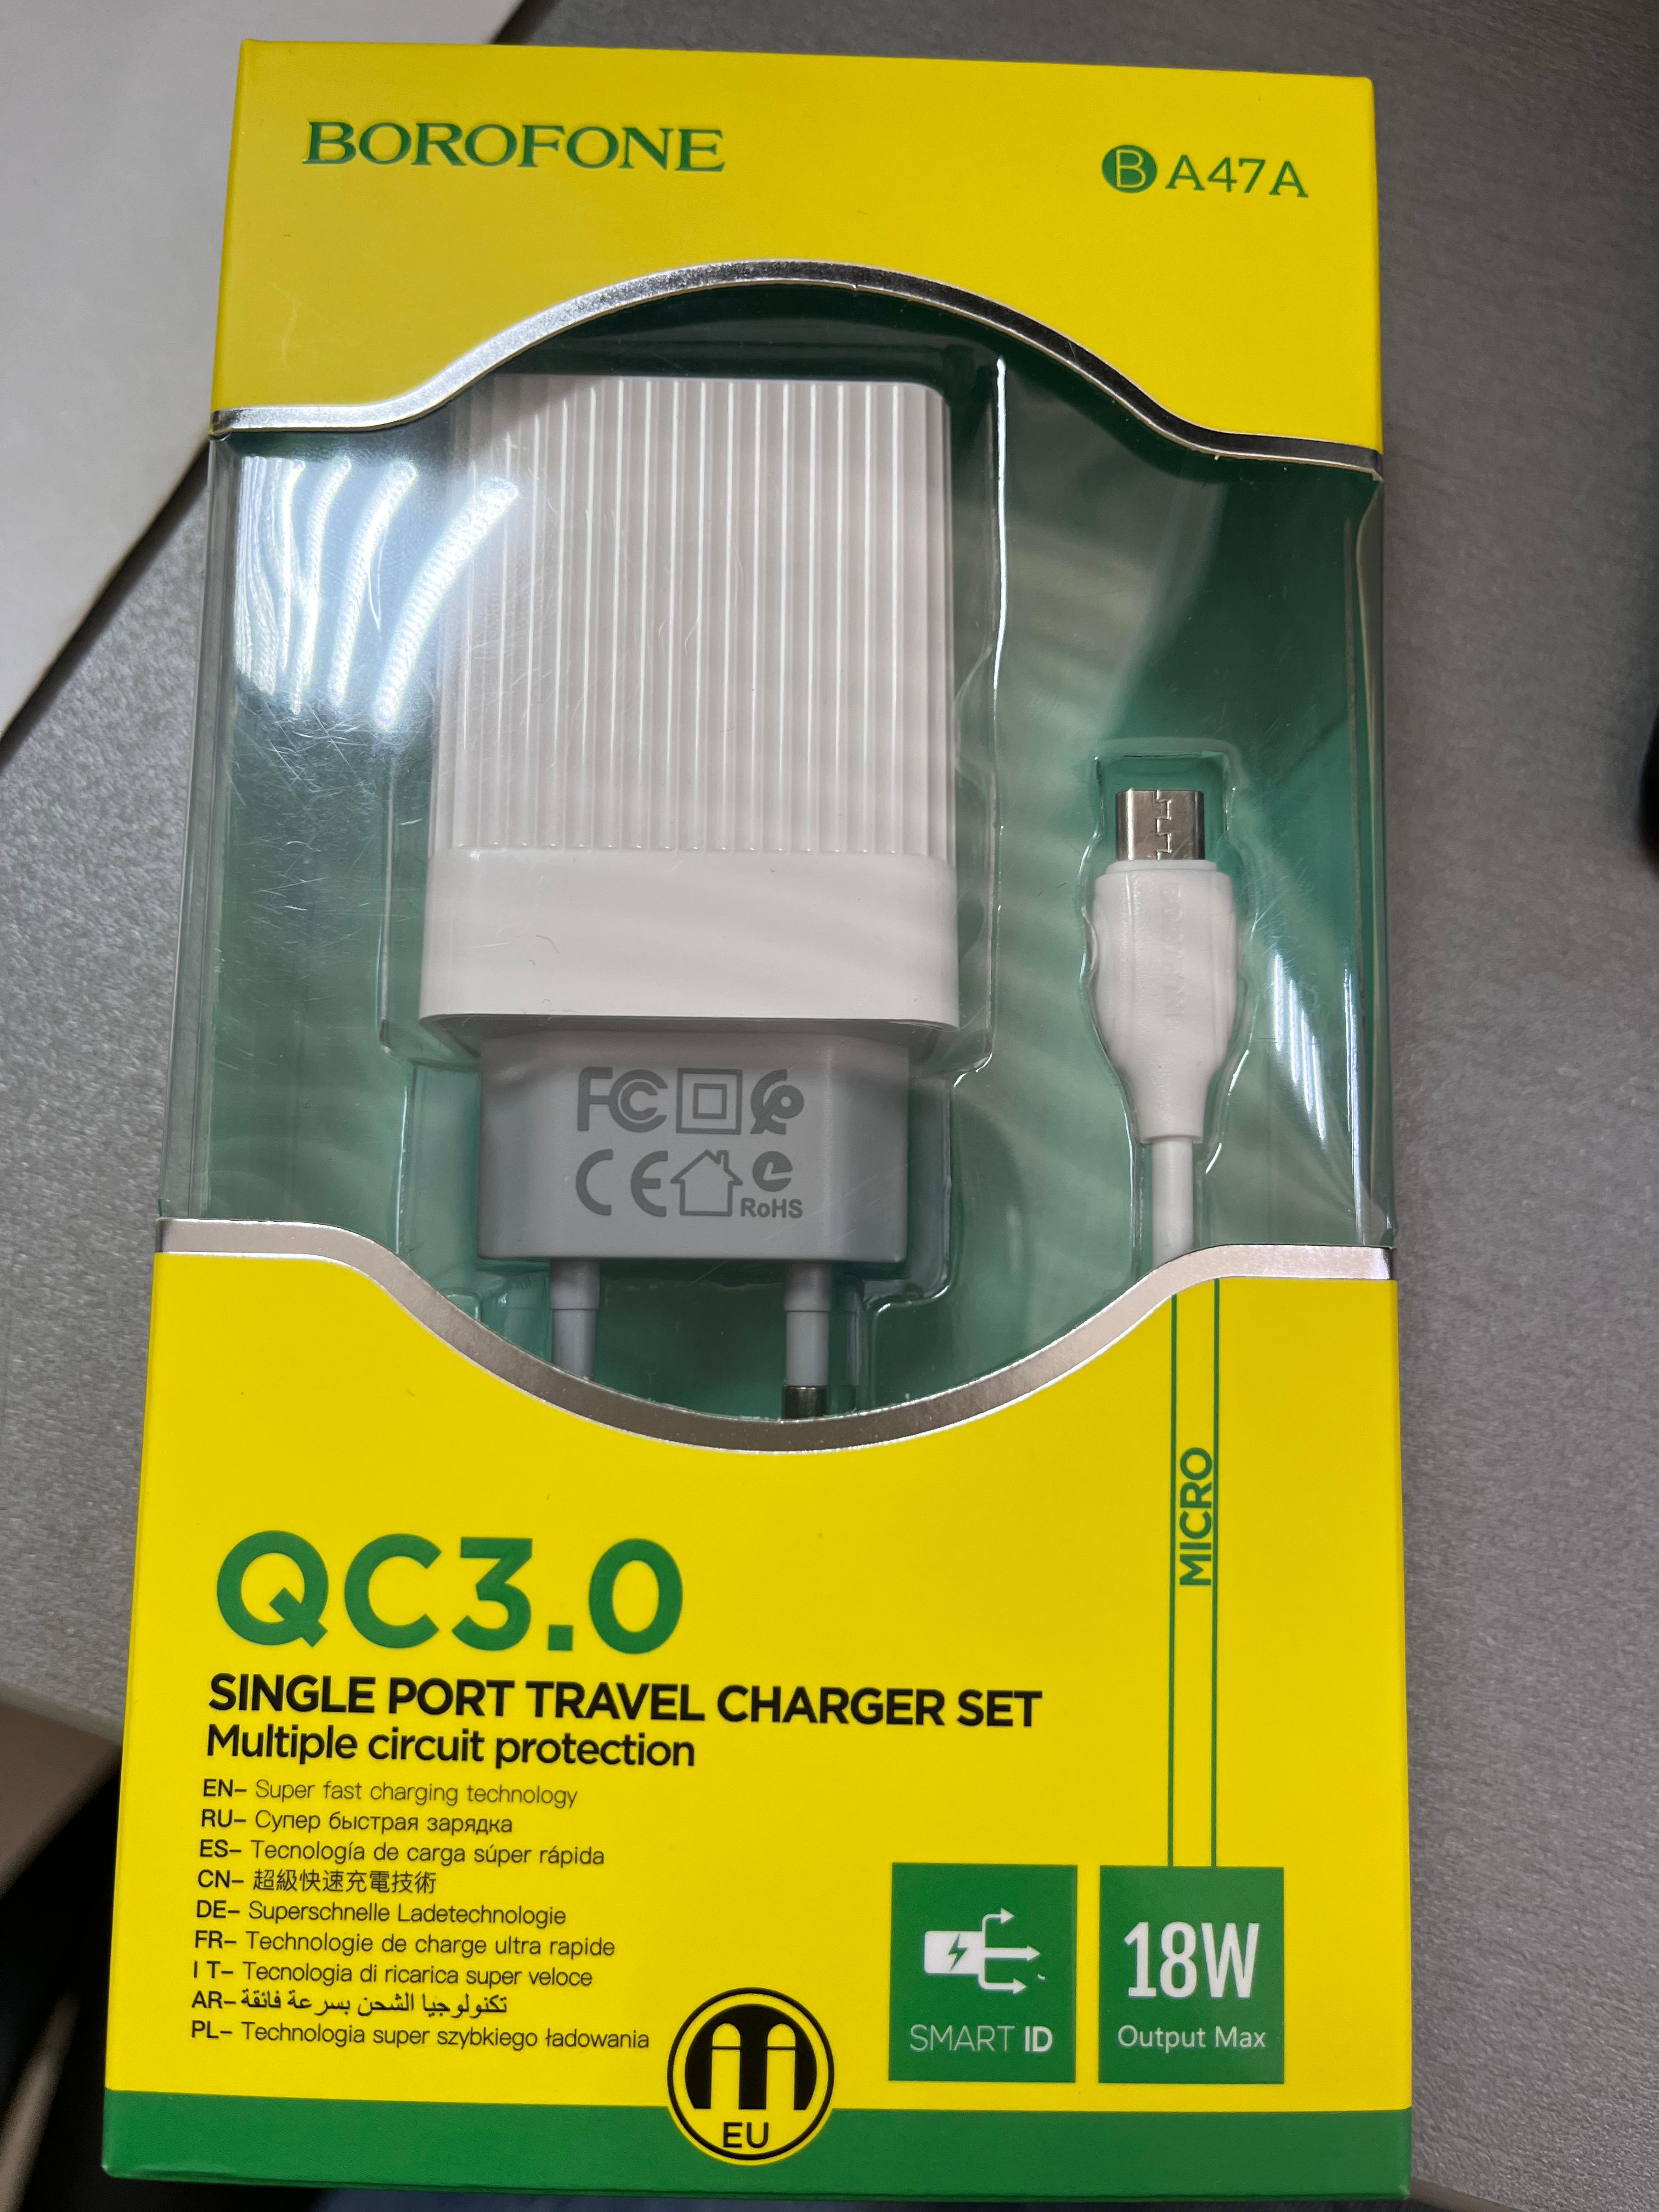 BOROFONE
B A47A
FC
CE
RoHS
MICRO
QC3.0
SINGLE PORT TRAVEL CHARGER SET
Multiple circuit protection
EN– Super fast charging technology
RU– Супер быстрая зарядка
ES– Tecnología de carga súper rápida
CN– 超級快速充電技術
DE– Superschnelle Ladetechnologie
FR– Technologie de charge ultra rapide
IT– Tecnologia di ricarica super veloce
AR– تكنولوجيا الشحن بسرعة فائقة
PL– Technologia super szybkiego ładowania
SMART ID
18W
Output Max
EU